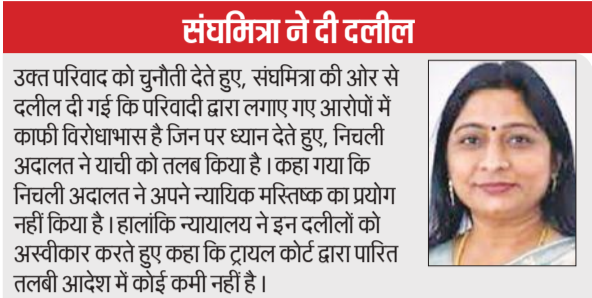 संघमित्रा ने दी दलील
उक्त परिवाद को चुनौती देते हुए, संघमित्रा की ओर से
दलील दी गई कि परिवादी द्वारा लगाए गए आरोपों में
काफी विरोधाभास है जिन पर ध्यान देते हुए, निचली
अदालत ने याची को तलब किया है। कहा गया कि
निचली अदालत ने अपने न्यायिक मस्तिष्क का प्रयोग
नहीं किया है। हालांकि न्यायालय ने इन दलीलों को
अस्वीकार करते हुए कहा कि ट्रायल कोर्ट द्वारा पारित
तलबी आदेश में कोई कमी नहीं है।